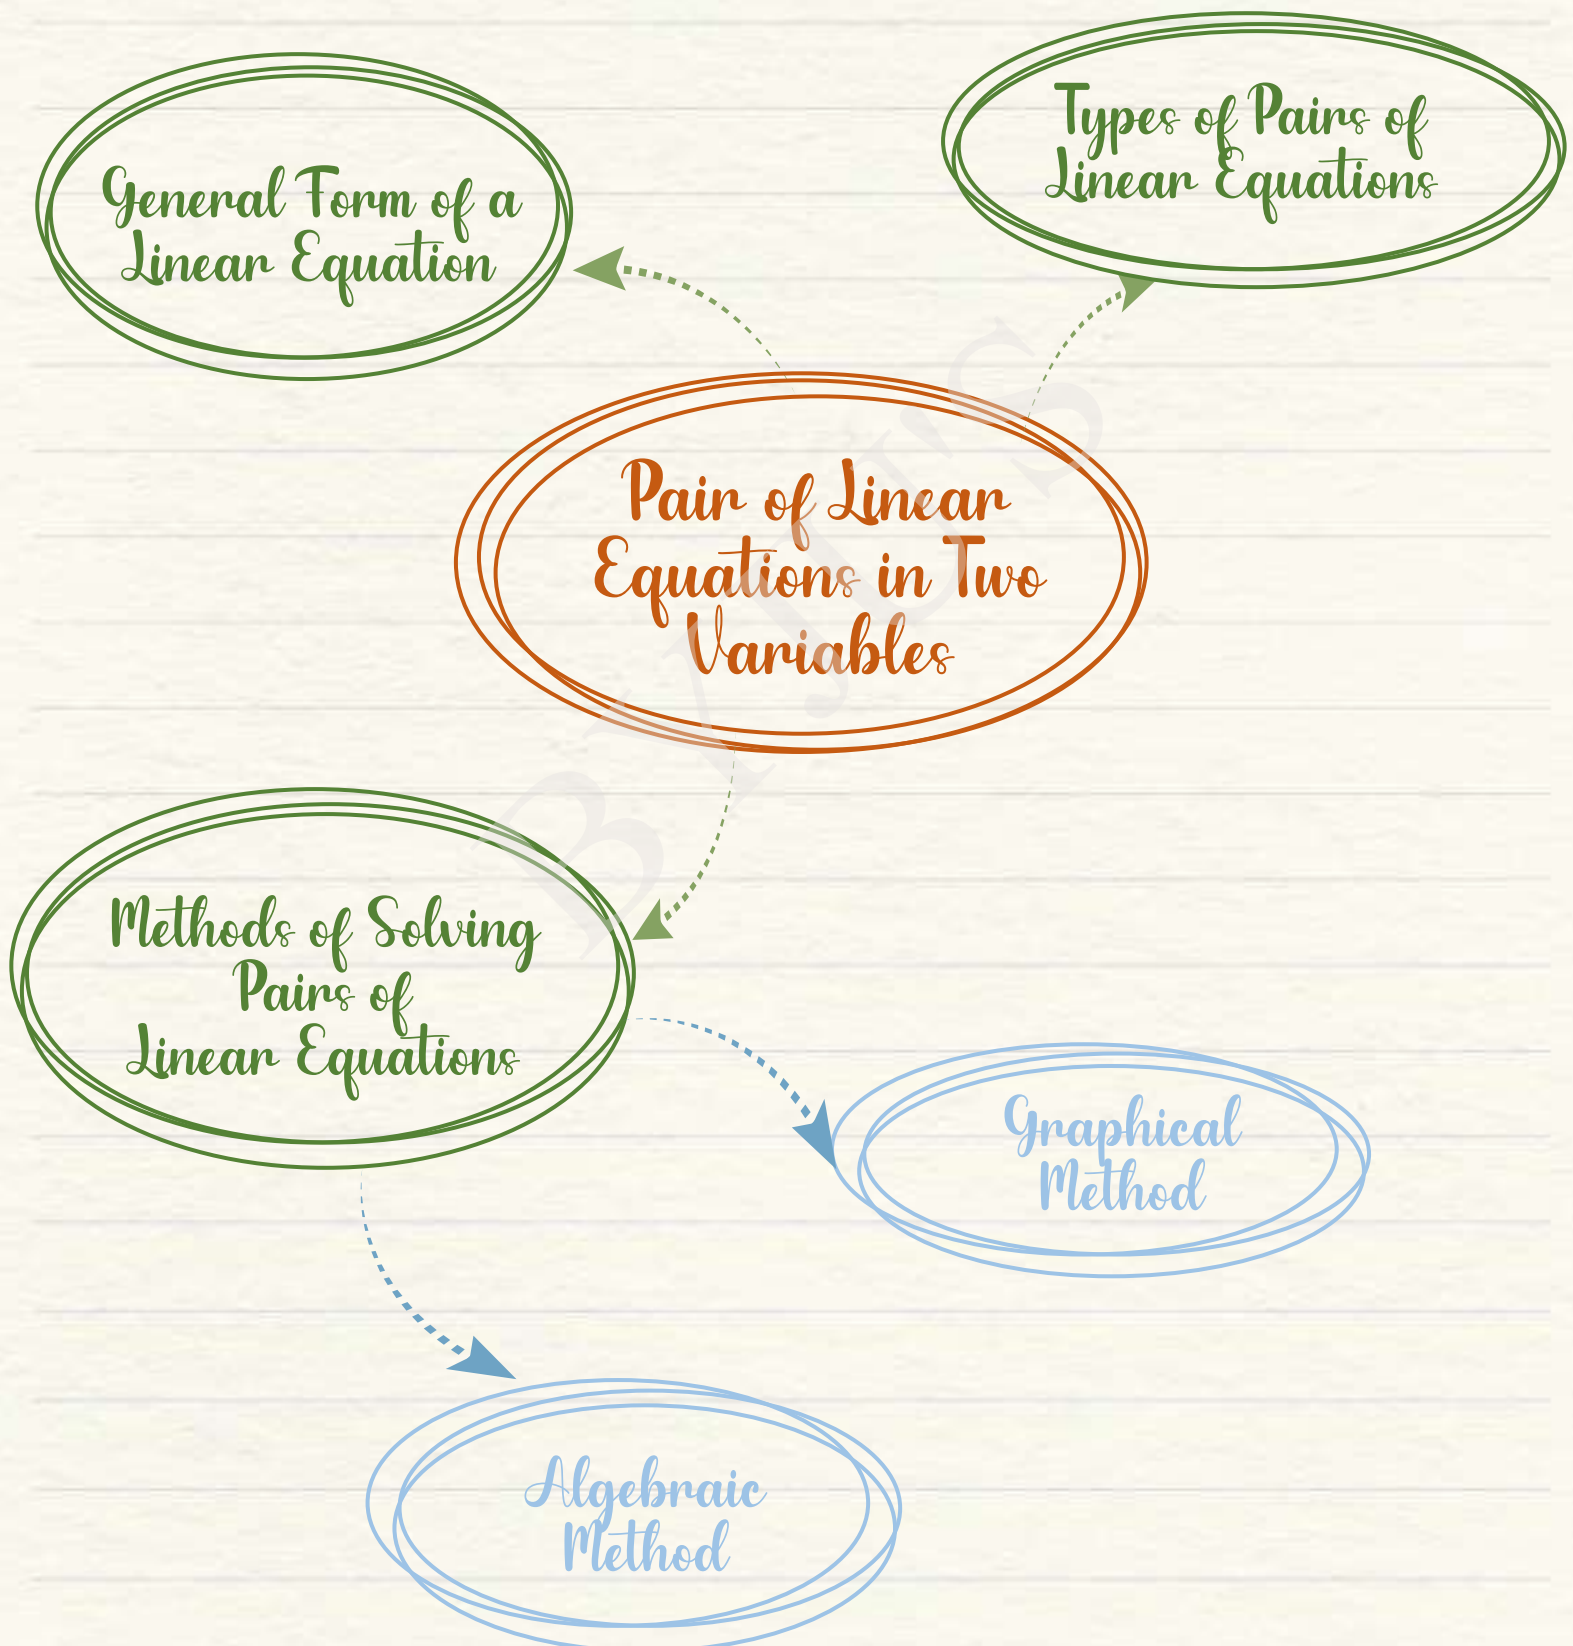 General Form of a
Linear Equation
Types of Pairs of
Linear Equations
Pair of Linear
Equations in Two
Variables
Methods of Solving
Pairs of
Linear Equations
Graphical
Method
Algebraic
Method
BYJU'S